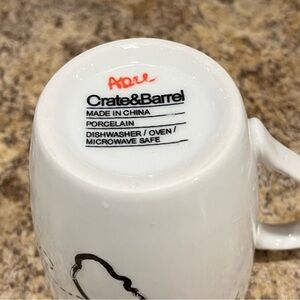 Crate&Barrel
MADE IN CHINA
PORCELAIN
DISHWASHER / OVEN /
MICROWAVE SAFE